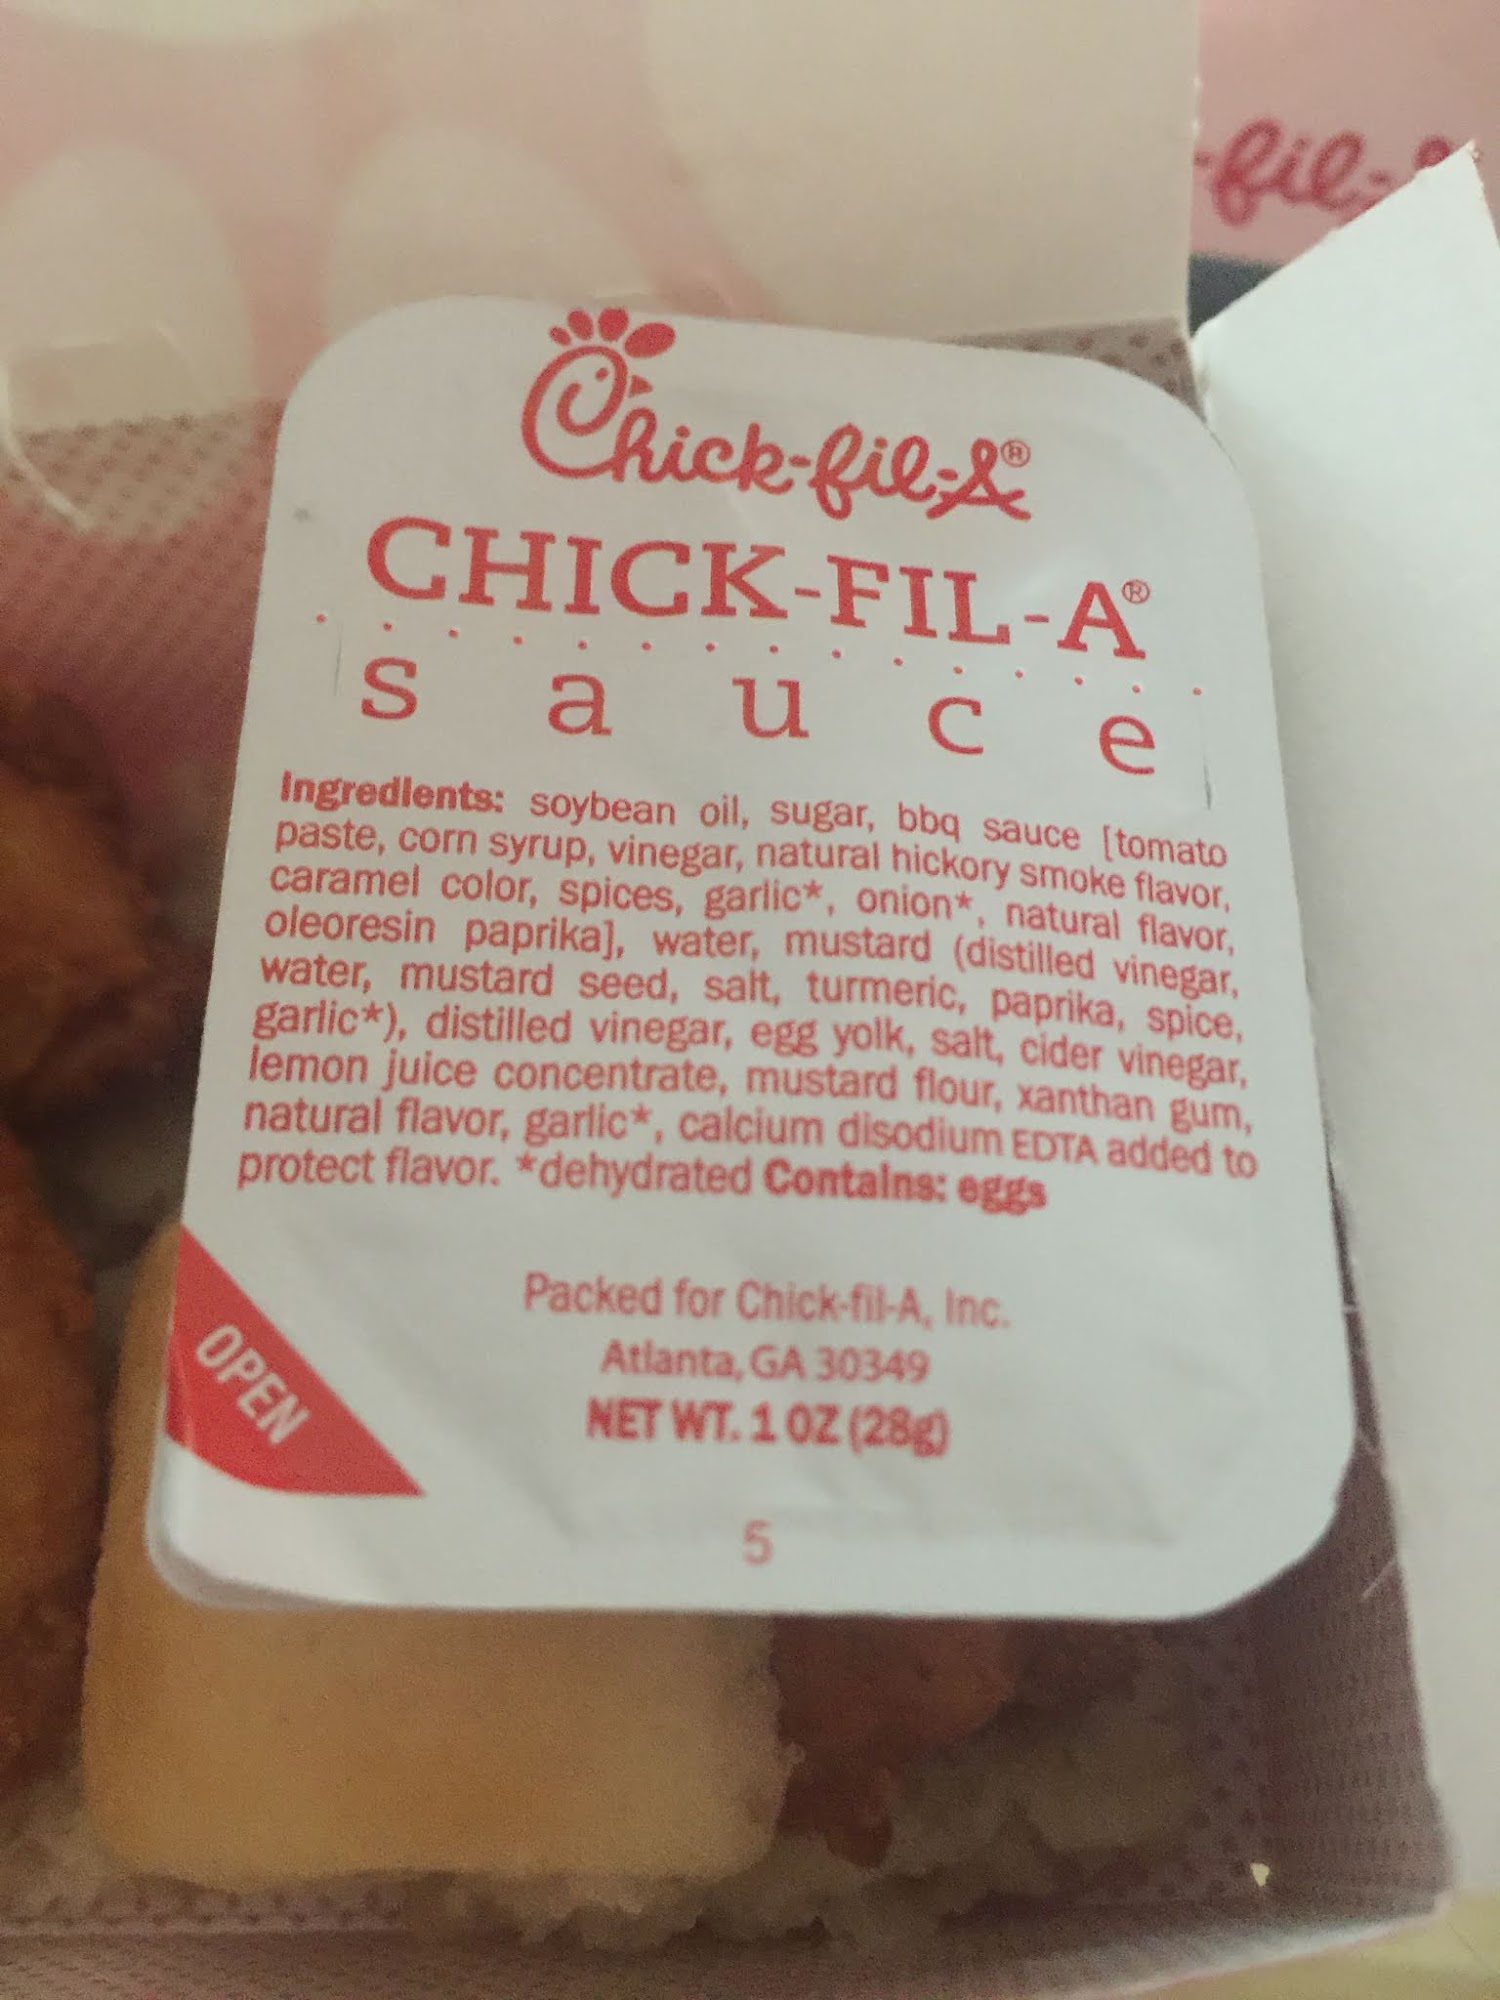 -fil-A
Chick-fil-A®
CHICK-FIL-A®
sauce
Ingredients: soybean oil, sugar, bbq sauce [tomato
paste, corn syrup, vinegar, natural hickory smoke flavor,
caramel color, spices, garlic*, onion*, natural flavor,
oleoresin paprika], water, mustard (distilled vinegar,
water, mustard seed, salt, turmeric, paprika, spice,
garlic*), distilled vinegar, egg yolk, salt, cider vinegar,
lemon juice concentrate, mustard flour, xanthan gum,
natural flavor, garlic*, calcium disodium EDTA added to
protect flavor. *dehydrated Contains: eggs
Packed for Chick-fil-A, Inc.
Atlanta, GA 30349
NET WT. 1 OZ (28g)
OPEN
5